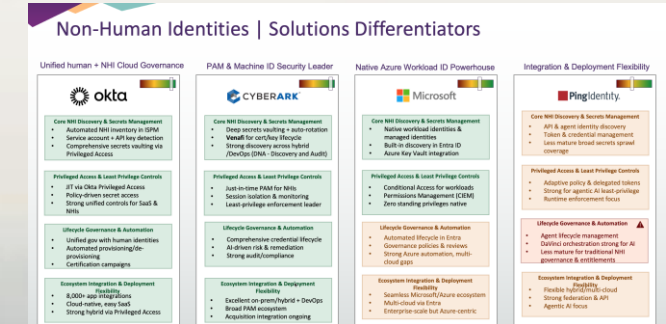 Non-Human Identities | Solutions Differentiators
Unified human + NHI Cloud Governance
okta
Core NHI Discovery & Secrets Management
• Automated NHI inventory in ISPM
• Service account + API key detection
• Comprehensive secrets vaulting via
Privileged Access
Privileged Access & Least Privilege Controls
• JIT via Okta Privileged Access
• Policy-driven secret access
• Strong unified controls for SaaS &
NHIs
Lifecycle Governance & Automation
• Unified gov with human identities
• Automated provisioning/de-
provisioning
• Certification campaigns
Ecosystem Integration & Deployment
Flexibility
• 8,000+ app integrations
• Cloud-native, easy SaaS
• Strong hybrid via Privileged Access
PAM & Machine ID Security Leader
CYBERARK
Core NHI Discovery & Secrets Management
• Deep secrets vaulting + auto-rotation
• Venafi for cert/key lifecycle
• Strong discovery across hybrid
/DevOps (DNA - Discovery and Audit)
Privileged Access & Least Privilege Controls
• Just-in-time PAM for NHIs
• Session isolation & monitoring
• Least-privilege enforcement leader
Lifecycle Governance & Automation
• Comprehensive credential lifecycle
• AI-driven risk & remediation
• Strong audit/compliance
Ecosystem Integration & Deployment
Flexibility
• Excellent on-prem/hybrid + DevOps
• Broad PAM ecosystem
• Acquisition integration ongoing
Native Azure Workload ID Powerhouse
Microsoft
Core NHI Discovery & Secrets Management
• Native workload identities &
managed identities
• Built-in discovery in Entra ID
• Azure Key Vault integration
Privileged Access & Least Privilege Controls
• Conditional Access for workloads
• Permissions Management (CIEM)
• Zero standing privileges native
Lifecycle Governance & Automation
• Automated lifecycle in Entra
• Governance policies & reviews
• Strong Azure automation, multi-
cloud gaps
Ecosystem Integration & Deployment
Flexibility
• Seamless Microsoft/Azure ecosystem
• Multi-cloud via Entra
• Enterprise-scale but Azure-centric
Integration & Deployment Flexibility
PingIdentity.
Core NHI Discovery & Secrets Management
• API & agent identity discovery
• Token & credential management
• Less mature broad secrets sprawl
coverage
Privileged Access & Least Privilege Controls
• Adaptive policy & delegated tokens
• Strong for agentic AI least-privilege
• Runtime enforcement focus
Lifecycle Governance & Automation
• Agent lifecycle management
• DaVinci orchestration strong for AI
• Less mature for traditional NHI
governance & entitlements
Ecosystem Integration & Deployment
Flexibility
• Flexible hybrid/multi-cloud
• Strong federation & API
• Agentic AI focus